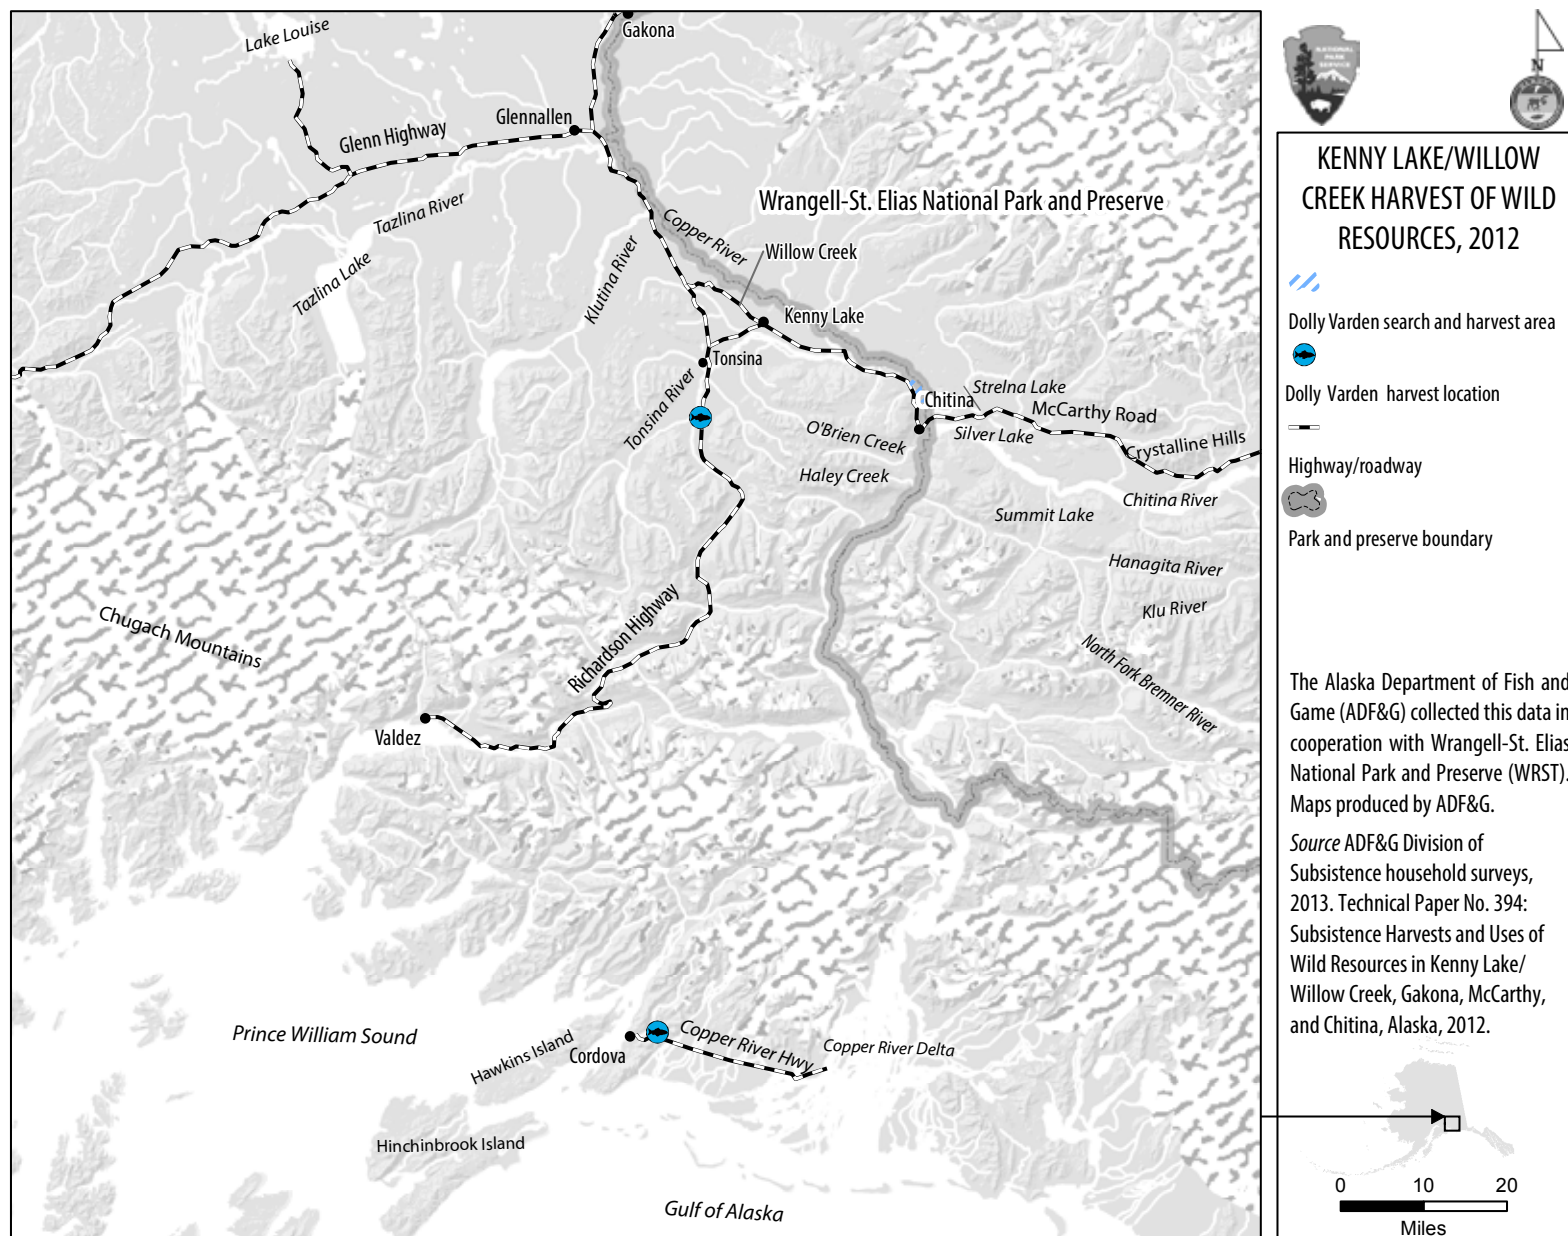 Gakona
Lake Louise
Glennallen
Glenn Highway
Wrangell-St. Elias National Park and Preserve
Tazlina River
Copper River
Willow Creek
Klutina River
Tazlina Lake
Kenny Lake
Tonsina
Tonsina River
Chitina
Strelna Lake
McCarthy Road
O'Brien Creek
Silver Lake
Crystalline Hills
Haley Creek
Chitina River
Summit Lake
Hanagita River
Klu River
Chugach Mountains
Richardson Highway
North Fork Bremner River
Valdez
Prince William Sound
Hawkins Island
Cordova
Copper River Hwy
Copper River Delta
Hinchinbrook Island
Gulf of Alaska
NATIONAL
PARK
SERVICE
N
KENNY LAKE/WILLOW
CREEK HARVEST OF WILD
RESOURCES, 2012
Dolly Varden search and harvest area
Dolly Varden harvest location
Highway/roadway
Park and preserve boundary
The Alaska Department of Fish and
Game (ADF&G) collected this data in
cooperation with Wrangell-St. Elias
National Park and Preserve (WRST).
Maps produced by ADF&G.
Source ADF&G Division of
Subsistence household surveys,
2013. Technical Paper No. 394:
Subsistence Harvests and Uses of
Wild Resources in Kenny Lake/
Willow Creek, Gakona, McCarthy,
and Chitina, Alaska, 2012.
0 10 20
Miles